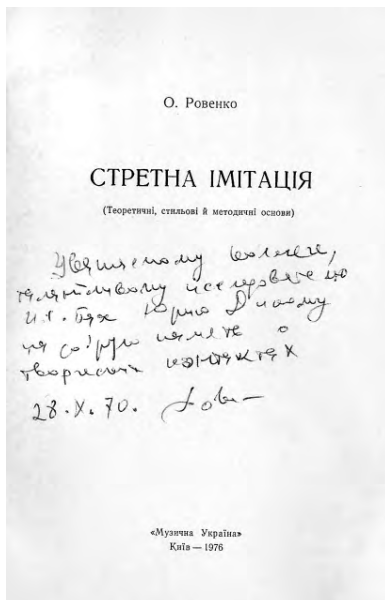 О. Ровенко
СТРЕТНА ІМІТАЦІЯ
(Теоретичні, стильові й методичні основи)
Уважаемому коллеге,
талантливому исследователю
И.С. Баха Юрию
на добрую память о
творческих контактах
28.X.70.
«Музична Україна»
Київ — 1976